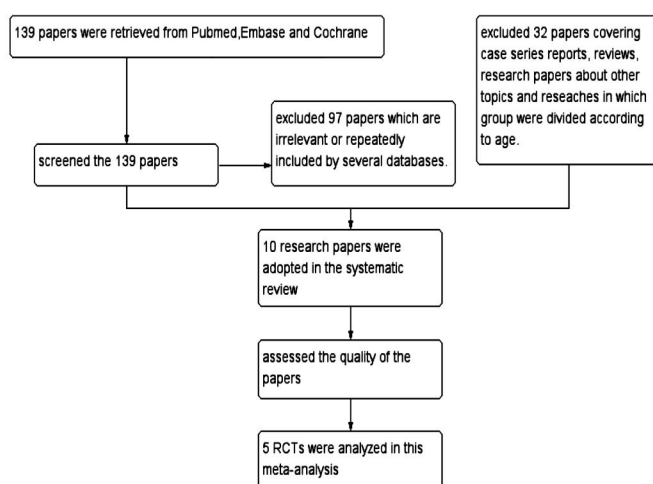 139 papers were retrieved from Pubmed,Embase and Cochrane
excluded 32 papers covering
case series reports, reviews,
research papers about other
topics and reseaches in which
group were divided according
to age.
excluded 97 papers which are
irrelevant or repeatedly
included by several databases.
screened the 139 papers
10 research papers were
adopted in the systematic
review
assessed the quality of the
papers
5 RCTs were analyzed in this
meta-analysis